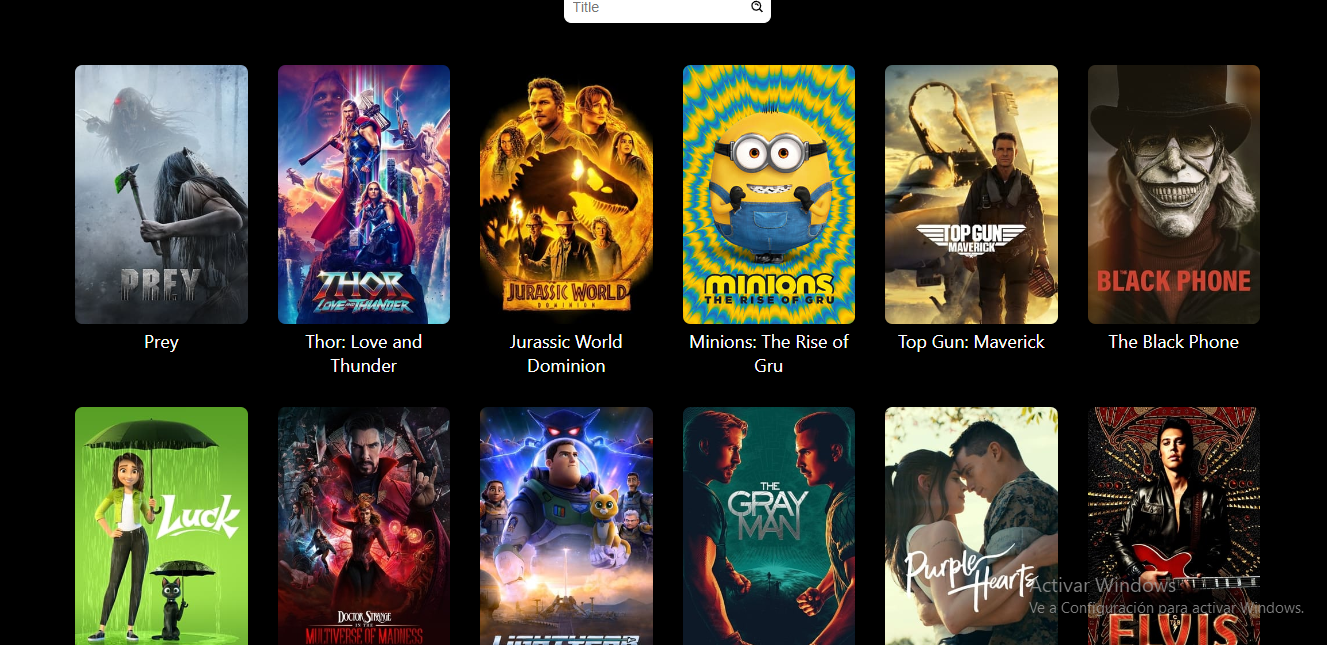 Title
PREY
THOR
LOVE AND THUNDER
JURASSIC WORLD
DOMINION
minions
THE RISE OF GRU
TOP GUN
MAVERICK
THE
BLACK PHONE
Prey
Thor: Love and
Thunder
Jurassic World
Dominion
Minions: The Rise of
Gru
Top Gun: Maverick
The Black Phone
Luck
DOCTOR STRANGE
IN THE
MULTIVERSE OF MADNESS
LIGHTYEAR
THE
GRAY
MAN
Purple
Hearts
ELVIS
Activar Windows
Ve a Configuración para activar Windows.